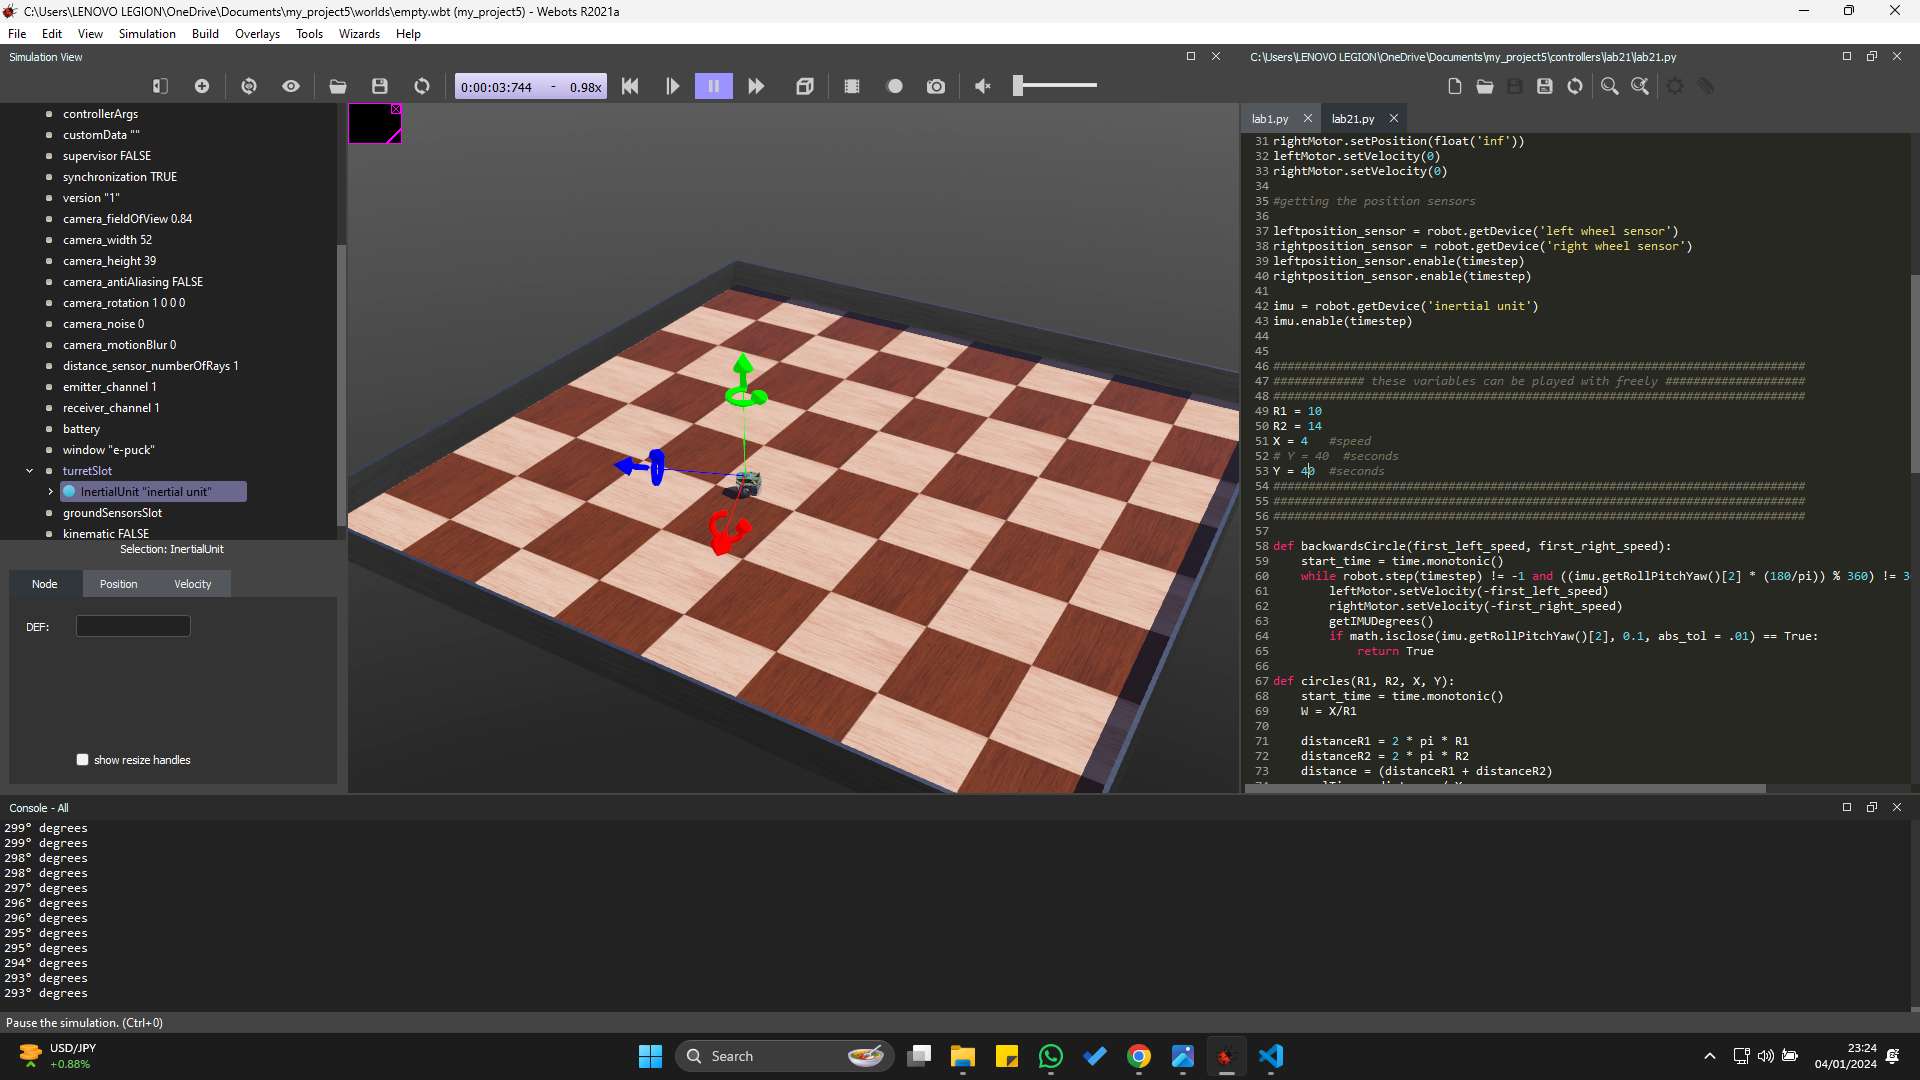 C:\Users\LENOVO LEGION\OneDrive\Documents\my_project5\worlds\empty.wbt (my_project5) - Webots R2021a
File Edit View Simulation Build Overlays Tools Wizards Help
Simulation View
C:\Users\LENOVO LEGION\OneDrive\Documents\my_project5\controllers\lab21\lab21.py
0:00:03:744 - 0.98x
controllerArgs
customData ""
supervisor FALSE
synchronization TRUE
version "1"
camera_fieldOfView 0.84
camera_width 52
camera_height 39
camera_antiAliasing FALSE
camera_rotation 1 0 0 0
camera_noise 0
camera_motionBlur 0
distance_sensor_numberOfRays 1
emitter_channel 1
receiver_channel 1
battery
window "e-puck"
turretSlot
InertialUnit "inertial unit"
groundSensorsSlot
kinematic FALSE
Selection: InertialUnit
Node Position Velocity
DEF:
show resize handles
lab1.py lab21.py
31 rightMotor.setPosition(float('inf'))
32 leftMotor.setVelocity(0)
33 rightMotor.setVelocity(0)
34
35 #getting the position sensors
36
37 leftposition_sensor = robot.getDevice('left wheel sensor')
38 rightposition_sensor = robot.getDevice('right wheel sensor')
39 leftposition_sensor.enable(timestep)
40 rightposition_sensor.enable(timestep)
41
42 imu = robot.getDevice('inertial unit')
43 imu.enable(timestep)
44
45
46 ############################################################################
47 ############# these variables can be played with freely ####################
48 ############################################################################
49 R1 = 10
50 R2 = 14
51 X = 4 #speed
52 # Y = 40 #seconds
53 Y = 40 #seconds
54 ############################################################################
55 ############################################################################
56 ############################################################################
57
58 def backwardsCircle(first_left_speed, first_right_speed):
59 start_time = time.monotonic()
60 while robot.step(timestep) != -1 and ((imu.getRollPitchYaw()[2] * (180/pi)) % 360) != 3
61 leftMotor.setVelocity(-first_left_speed)
62 rightMotor.setVelocity(-first_right_speed)
63 getIMUDegrees()
64 if math.isclose(imu.getRollPitchYaw()[2], 0.1, abs_tol = .01) == True:
65 return True
66
67 def circles(R1, R2, X, Y):
68 start_time = time.monotonic()
69 W = X/R1
70
71 distanceR1 = 2 * pi * R1
72 distanceR2 = 2 * pi * R2
73 distance = (distanceR1 + distanceR2)
Console - All
299° degrees
299° degrees
298° degrees
298° degrees
297° degrees
296° degrees
296° degrees
295° degrees
295° degrees
294° degrees
293° degrees
293° degrees
Pause the simulation. (Ctrl+0)
USD/JPY
+0.88%
Search
23:24
04/01/2024